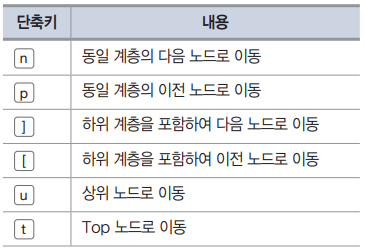 단축키 내용
n 동일 계층의 다음 노드로 이동
p 동일 계층의 이전 노드로 이동
] 하위 계층을 포함하여 다음 노드로 이동
[ 하위 계층을 포함하여 이전 노드로 이동
u 상위 노드로 이동
t Top 노드로 이동